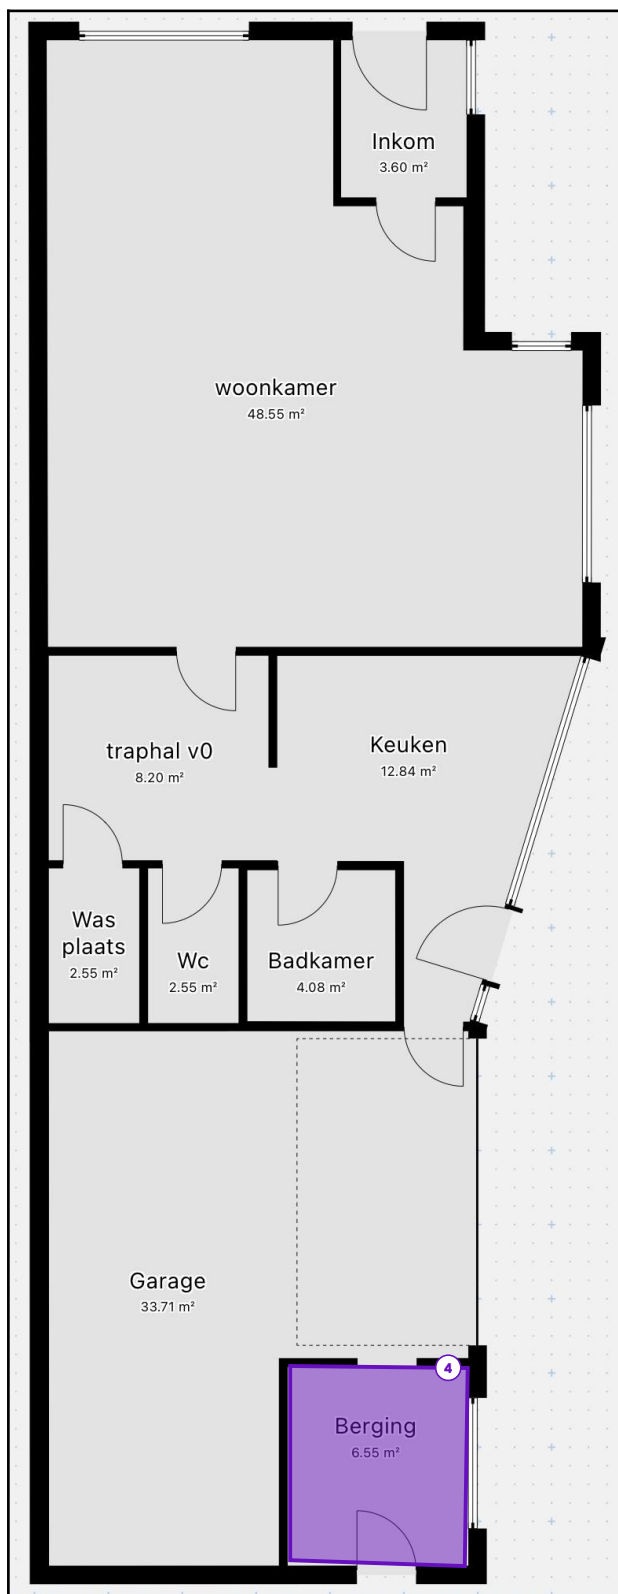 Inkom
3.60 m²
woonkamer
48.55 m²
traphal v0
8.20 m²
Keuken
12.84 m²
Was
plaats
2.55 m²
Wc
2.55 m²
Badkamer
4.08 m²
Garage
33.71 m²
4
Berging
6.55 m²